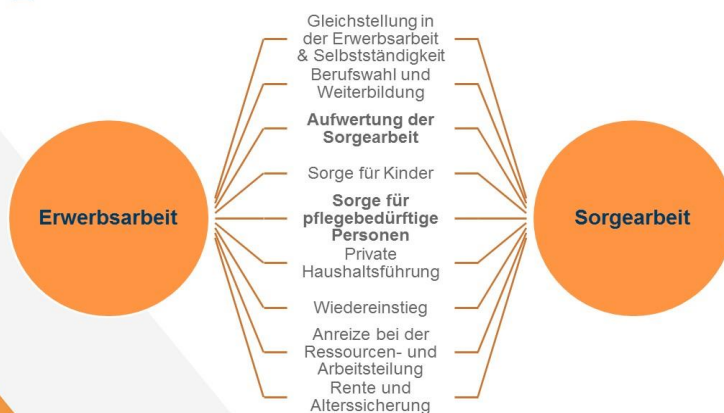 Gleichstellung in
der Erwerbsarbeit
& Selbstständigkeit
Berufswahl und
Weiterbildung
Aufwertung der
Sorgearbeit
Sorge für Kinder
Erwerbsarbeit
Sorge für
pflegebedürftige
Personen
Sorgearbeit
Private
Haushaltsführung
Wiedereinstieg
Anreize bei der
Ressourcen- und
Arbeitsteilung
Rente und
Alterssicherung